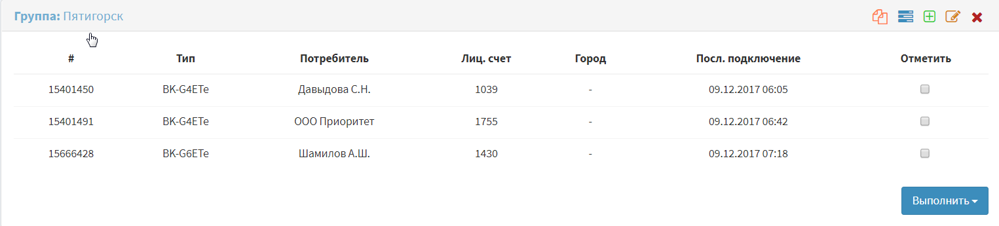 Группа: Пятигорск
# Тип Потребитель Лиц. счет Город Посл. подключение Отметить
15401450 BK-G4ETe Давыдова С.Н. 1039 - 09.12.2017 06:05
15401491 BK-G4ETe ООО Приоритет 1755 - 09.12.2017 06:42
15666428 BK-G6ETe Шамилов А.Ш. 1430 - 09.12.2017 07:18
Выполнить